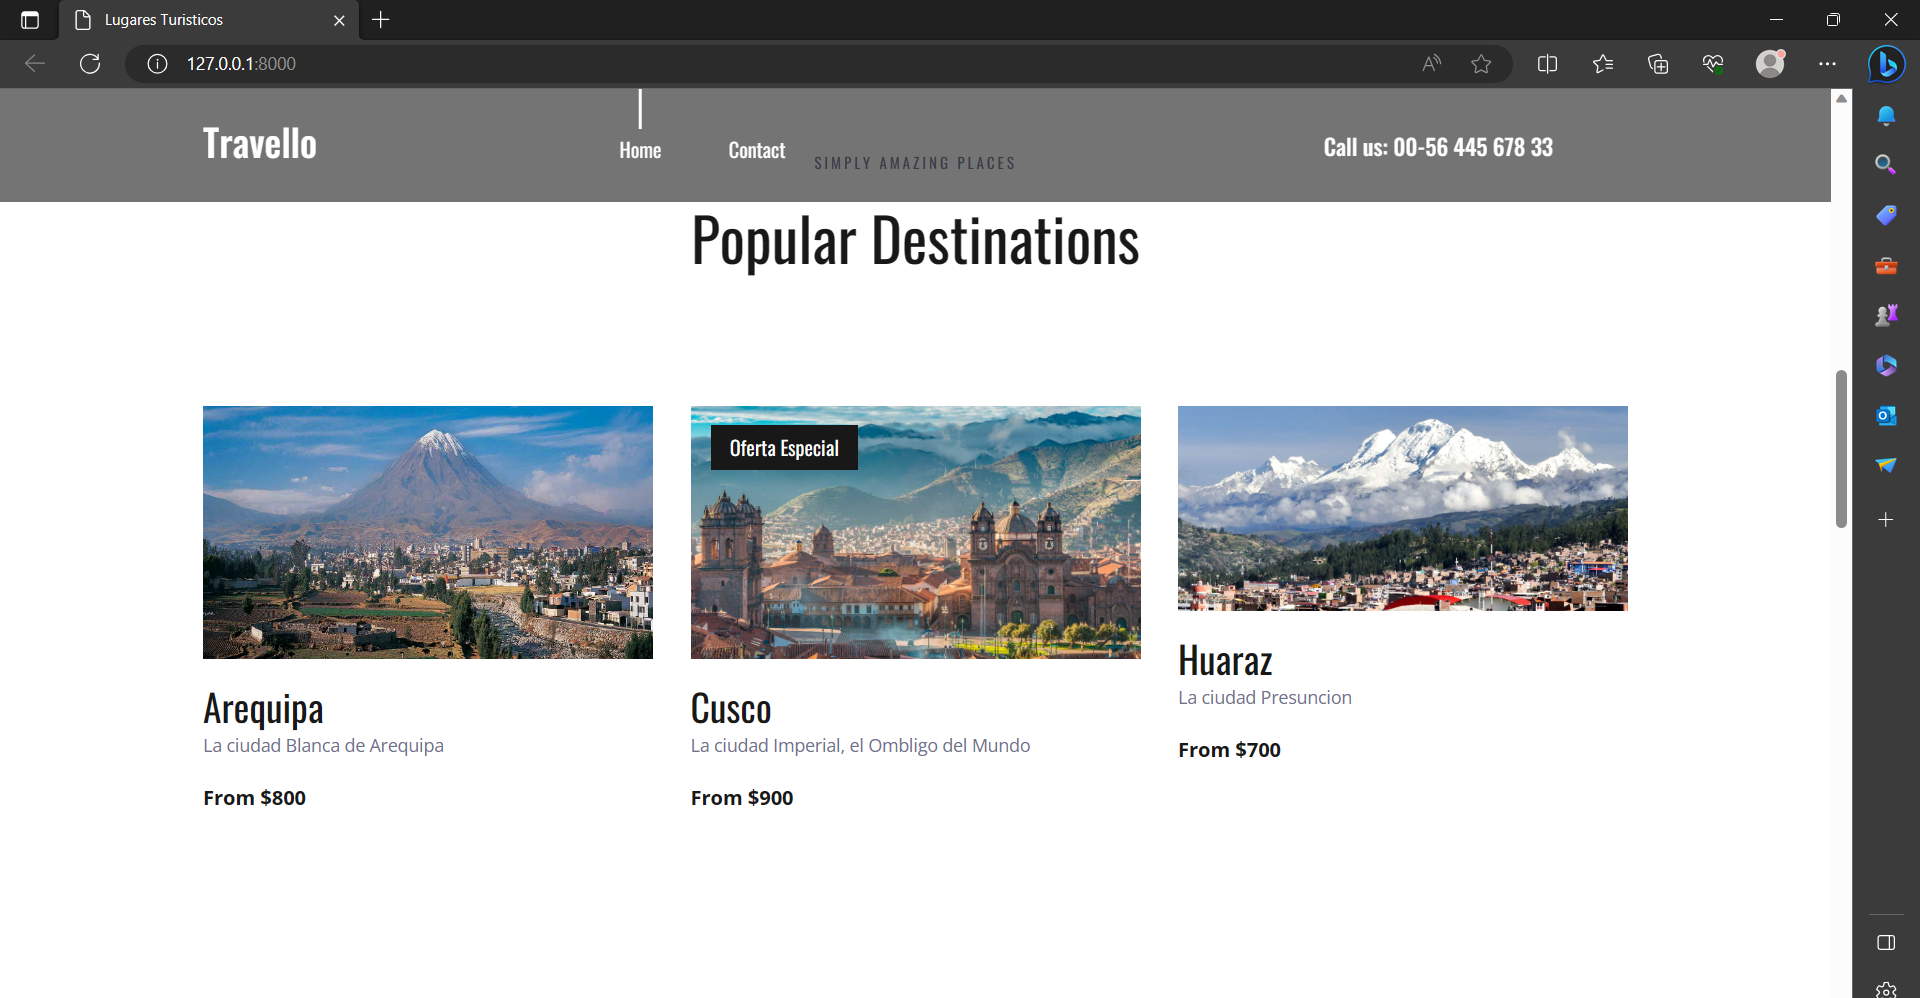 Lugares Turisticos
127.0.0.1:8000
Travello
Home
Contact
SIMPLY AMAZING PLACES
Call us: 00-56 445 678 33
Popular Destinations
Oferta Especial
Arequipa
La ciudad Blanca de Arequipa
From $800
Cusco
La ciudad Imperial, el Ombligo del Mundo
From $900
Huaraz
La ciudad Presuncion
From $700